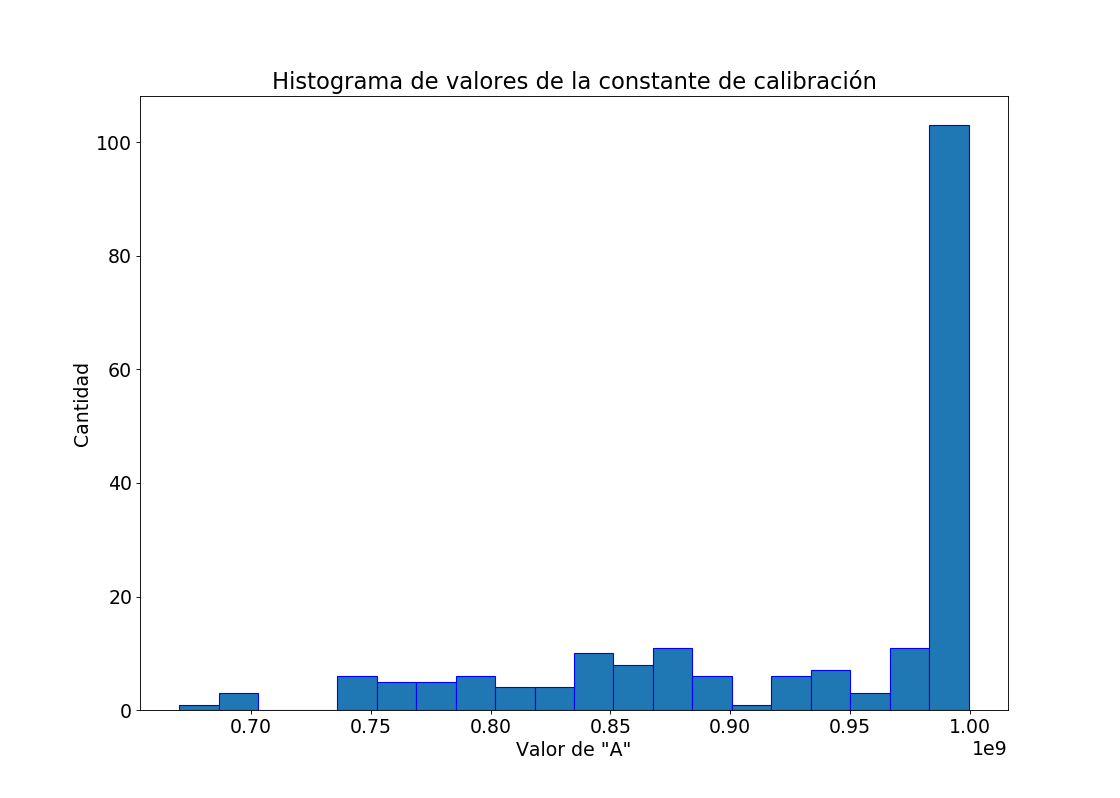 Histograma de valores de la constante de calibración
Cantidad
100
80
60
40
20
0
0.70 0.75 0.80 0.85 0.90 0.95 1.00
1e9
Valor de "A"